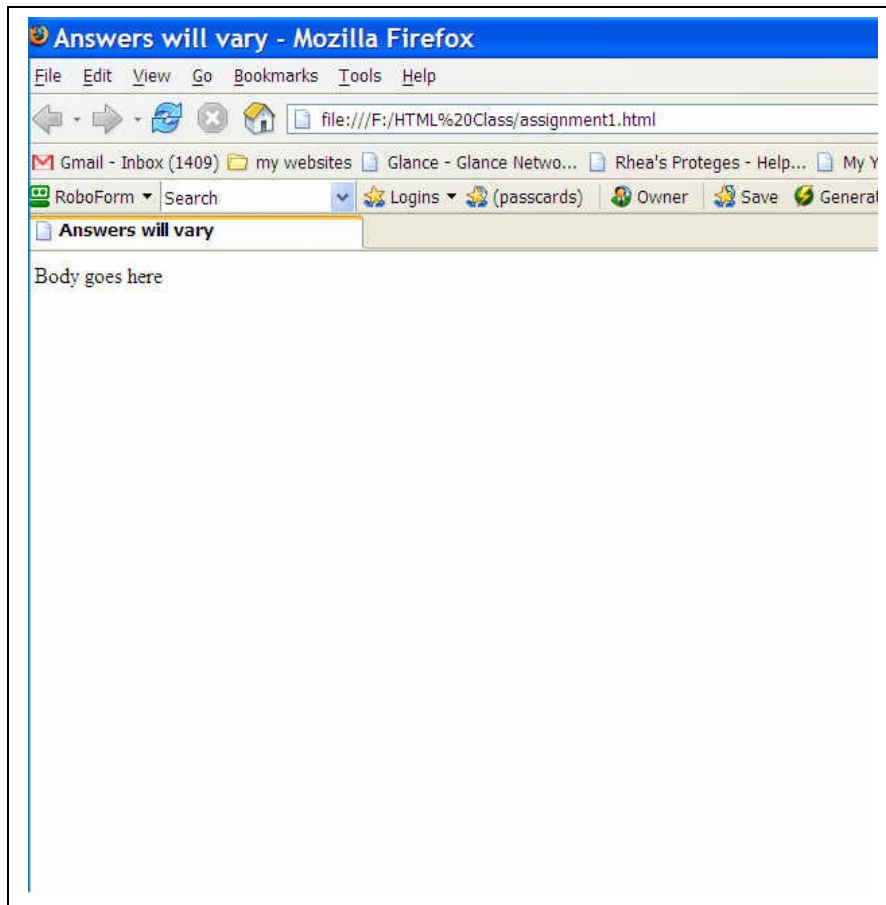 Answers will vary - Mozilla Firefox
File Edit View Go Bookmarks Tools Help
file:///F:/HTML%20Class/assignment1.html
Gmail - Inbox (1409) my websites Glance - Glance Netwo... Rhea's Proteges - Help... My Y
RoboForm Search Logins (passcards) Owner Save Generat
Answers will vary
Body goes here